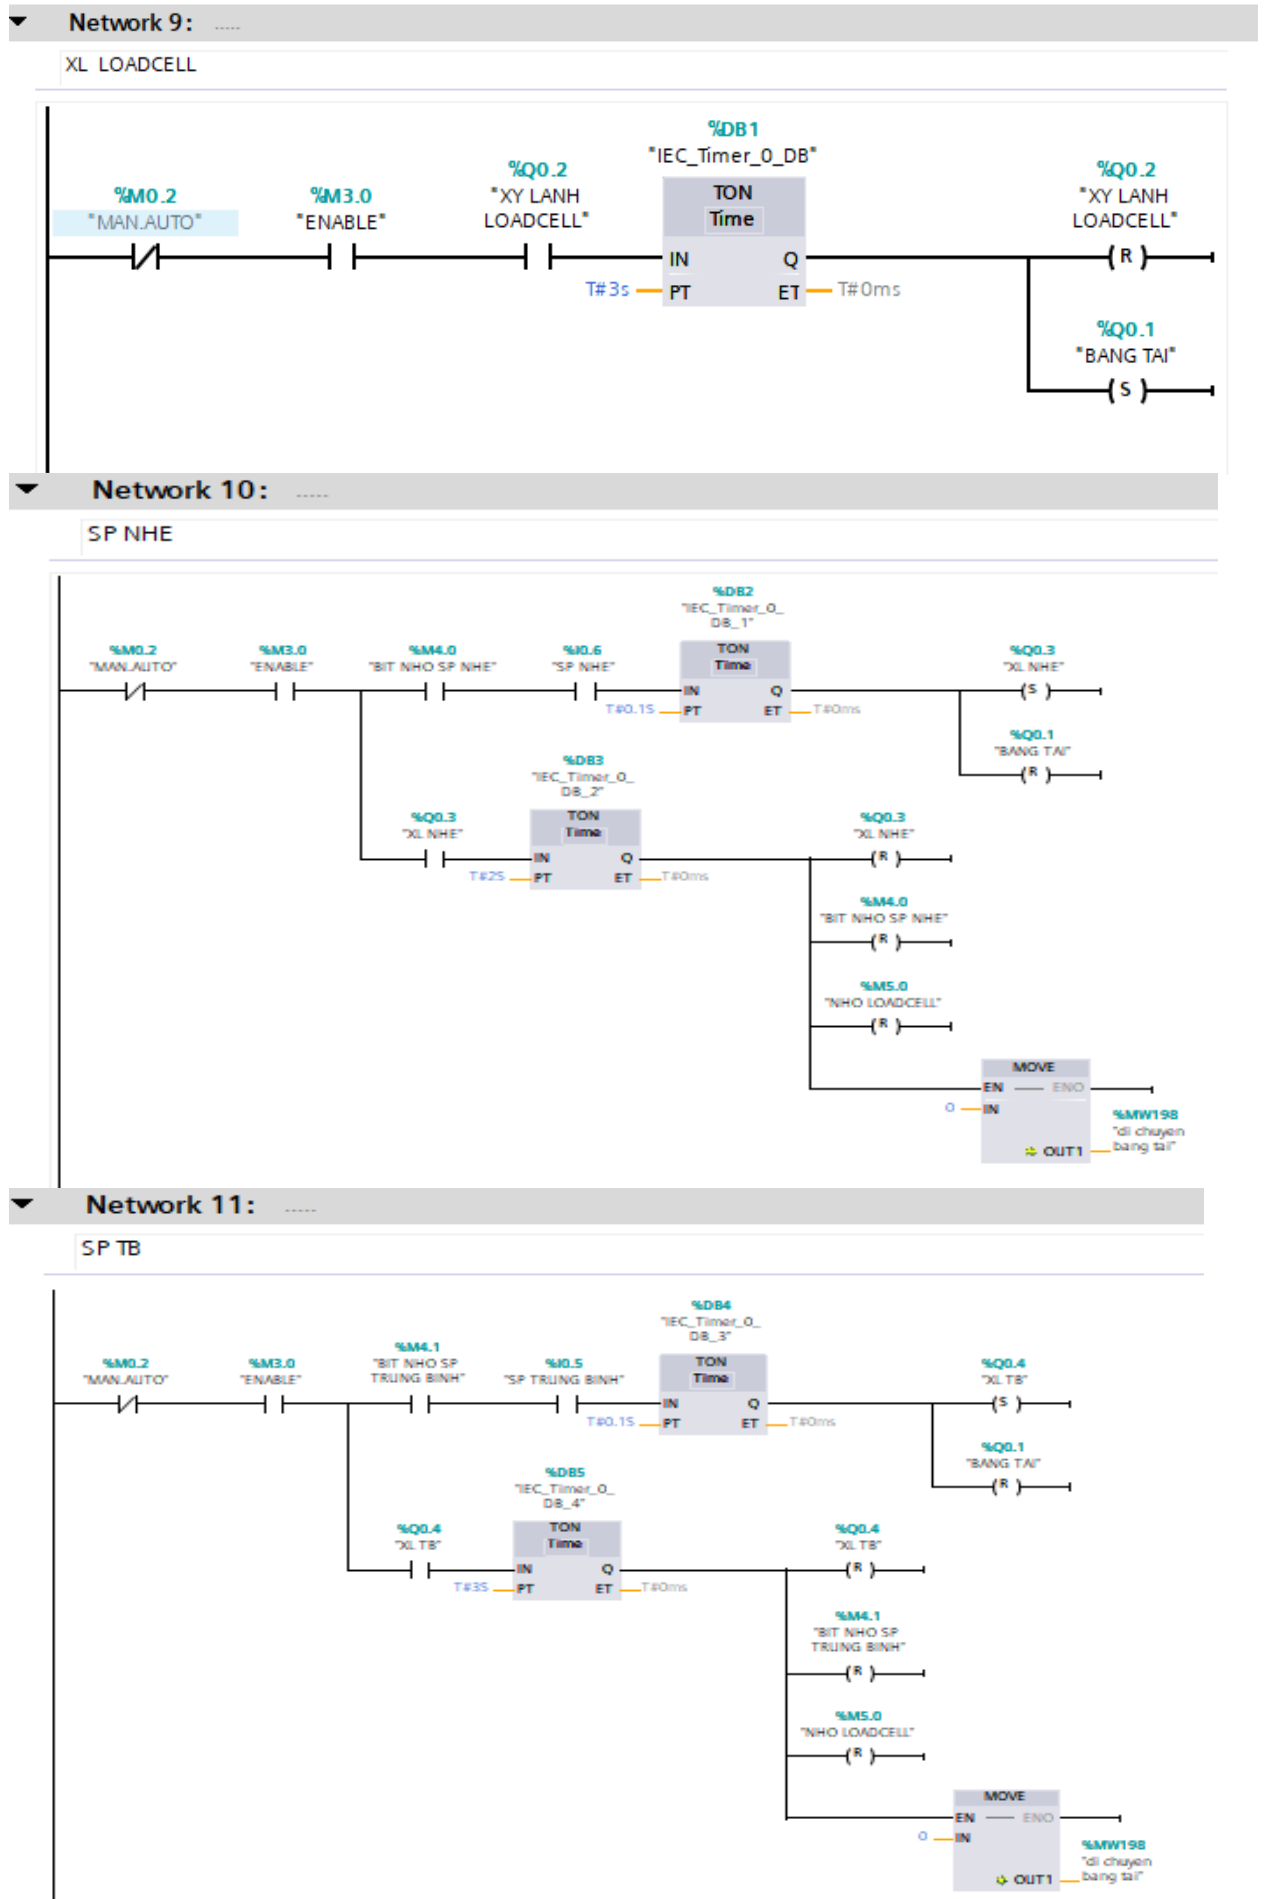 Network 9: .....
XL LOADCELL
%DB1
"IEC_Timer_0_DB"
%Q0.2
%Q0.2
"XY LANH
"XY LANH
%M0.2
%M3.0
LOADCELL"
TON
LOADCELL"
"MAN.AUTO"
"ENABLE"
Time
R
IN
Q
T#3s
PT
ET
T#0ms
%Q0.1
"BANG TAI"
S
Network 10: .....
SP NHE
%DB2
"IEC_Timer_0_
DB_1"
%M0.2
%M3.0
%M4.0
%I0.6
TON
%Q0.3
"MAN.AUTO"
"ENABLE"
"BIT NHO SP NHE"
"SP NHE"
Time
"XL NHE"
IN
Q
S
T#0.1S
PT
ET
T#0ms
%Q0.1
"BANG TAI"
R
%DB3
"IEC_Timer_0_
DB_2"
%Q0.3
TON
%Q0.3
"XL NHE"
Time
"XL NHE"
IN
Q
R
T#2S
PT
ET
T#0ms
%M4.0
"BIT NHO SP NHE"
R
%M5.0
"NHO LOADCELL"
R
MOVE
EN
ENO
0
IN
%MW198
"di chuyen
OUT1
bang tai"
Network 11: .....
SP TB
%DB4
"IEC_Timer_0_
DB_3"
%M4.1
%M0.2
%M3.0
"BIT NHO SP
%I0.5
TON
%Q0.4
"MAN.AUTO"
"ENABLE"
TRUNG BINH"
"SP TRUNG BINH"
Time
"XL TB"
IN
Q
S
T#0.1S
PT
ET
T#0ms
%Q0.1
"BANG TAI"
R
%DB5
"IEC_Timer_0_
DB_4"
%Q0.4
TON
%Q0.4
"XL TB"
Time
"XL TB"
IN
Q
R
T#3S
PT
ET
T#0ms
%M4.1
"BIT NHO SP
TRUNG BINH"
R
%M5.0
"NHO LOADCELL"
R
MOVE
EN
ENO
0
IN
%MW198
"di chuyen
OUT1
bang tai"